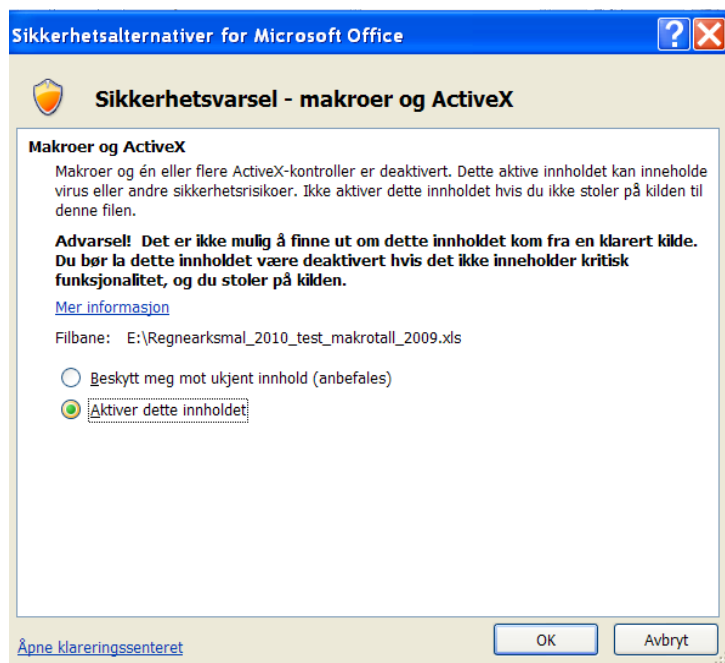 Sikkerhetsalternativer for Microsoft Office
Sikkerhetsvarsel - makroer og ActiveX
Makroer og ActiveX
Makroer og én eller flere ActiveX-kontroller er deaktivert. Dette aktive innholdet kan inneholde
virus eller andre sikkerhetsrisikoer. Ikke aktiver dette innholdet hvis du ikke stoler på kilden til
denne filen.
Advarsel! Det er ikke mulig å finne ut om dette innholdet kom fra en klarert kilde.
Du bør la dette innholdet være deaktivert hvis det ikke inneholder kritisk
funksjonalitet, og du stoler på kilden.
Mer informasjon
Filbane: E:\Regnearksmal_2010_test_makrotall_2009.xls
Beskytt meg mot ukjent innhold (anbefales)
Aktiver dette innholdet
Åpne klareringssenteret
OK
Avbryt